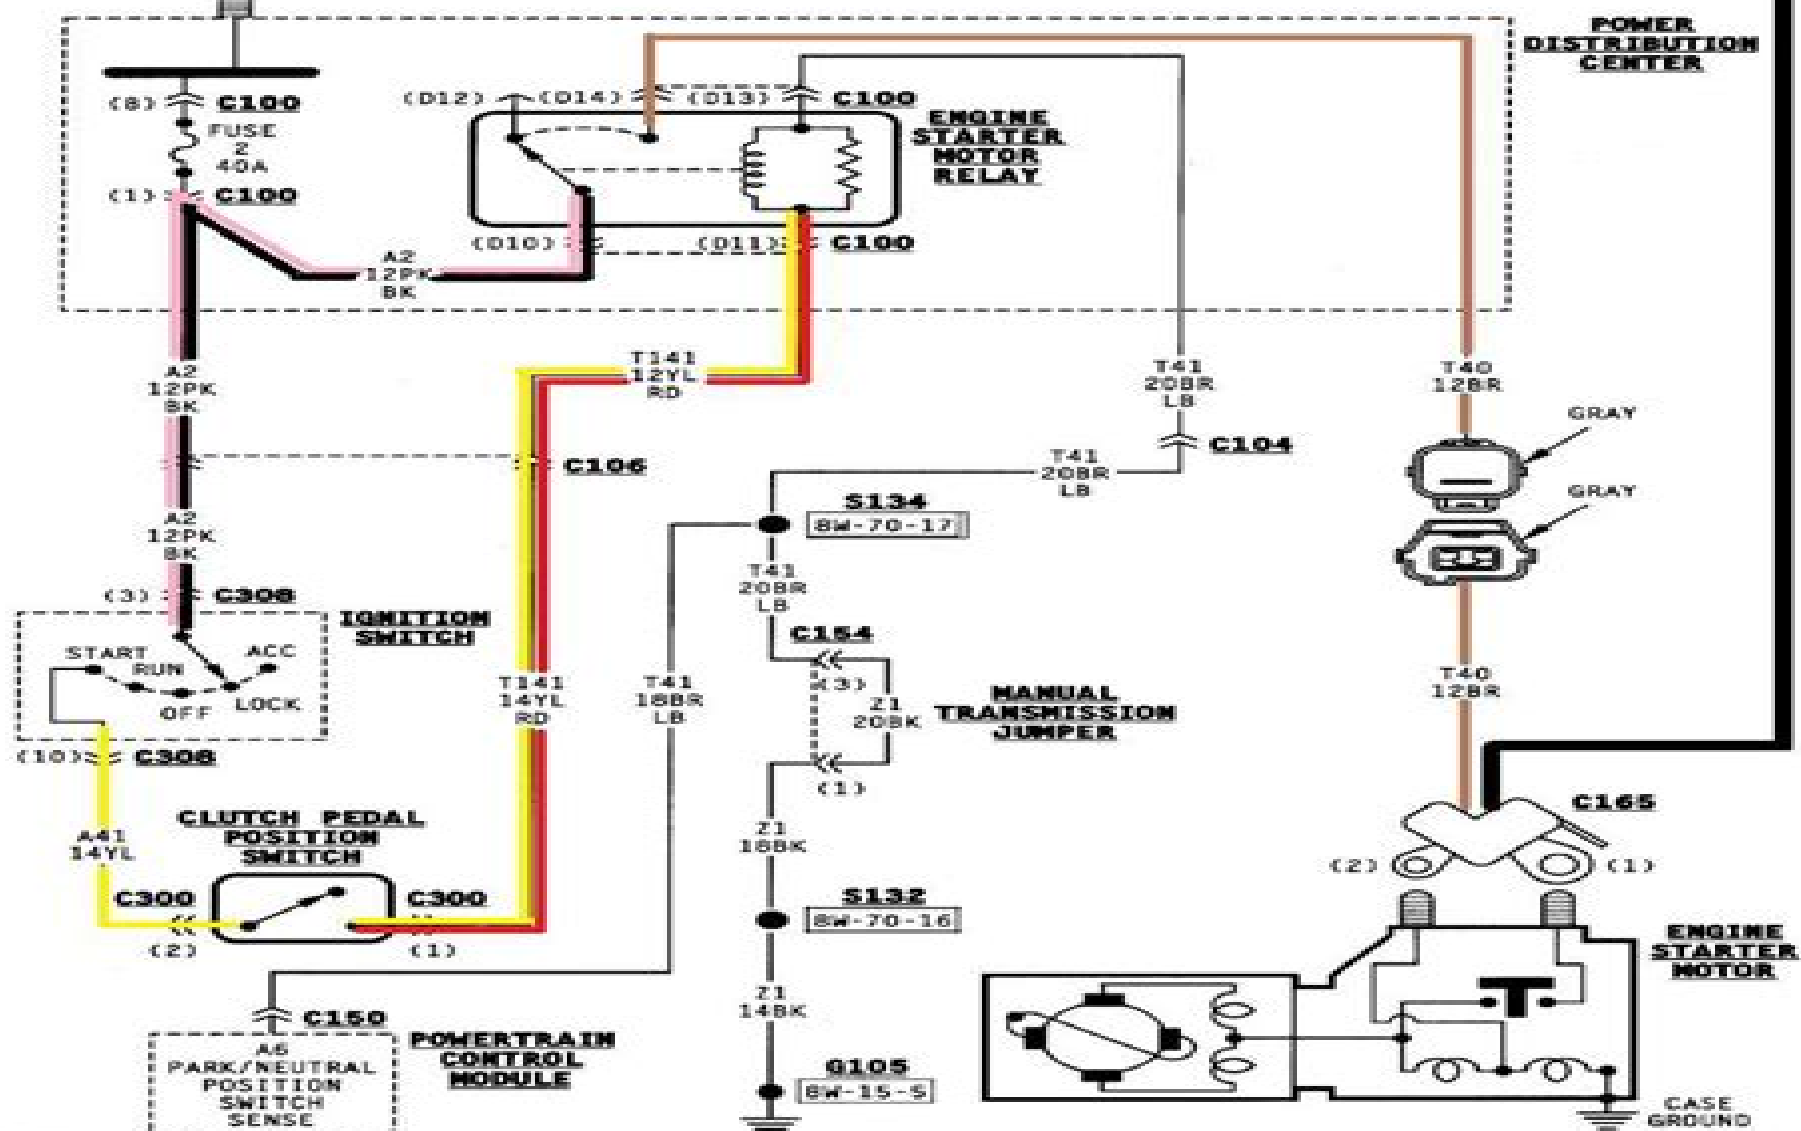 POWER
DISTRIBUTION
CENTER
(8)
C100
FUSE
2
40A
(1)
C100
(D12)
(D14)
(D13)
C100
ENGINE
STARTER
MOTOR
RELAY
(D10)
(D11)
C100
A2
12PK
BK
A2
12PK
BK
T141
12YL
RD
T41
20BR
LB
T40
12BR
GRAY
C106
C104
T41
20BR
LB
GRAY
S134
8W-70-17
A2
12PK
BK
T41
20BR
LB
(3)
C308
IGNITION
SWITCH
START
RUN
ACC
OFF
LOCK
(10)
C308
T141
14YL
RD
T41
18BR
LB
C154
(3)
Z1
20BK
(1)
MANUAL
TRANSMISSION
JUMPER
T40
12BR
C165
(2)
(1)
CLUTCH PEDAL
POSITION
SWITCH
A41
14YL
C300
C300
(2)
(1)
Z1
18BK
S132
8W-70-16
ENGINE
STARTER
MOTOR
Z1
14BK
C150
POWERTRAIN
CONTROL
MODULE
A6
PARK/NEUTRAL
POSITION
SWITCH
SENSE
G105
8W-15-5
CASE
GROUND